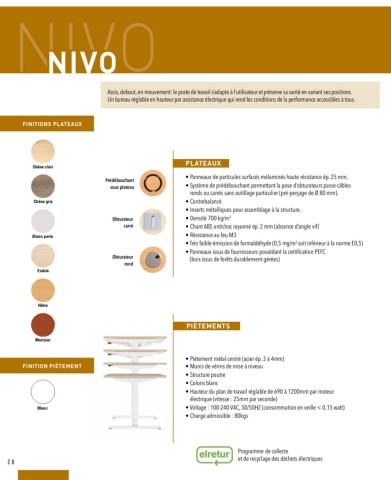 NIVO
NIVO
Assis, debout, en mouvement: le poste de travail s'adapte à l'utilisateur et préserve sa santé en variant ses positions.
Un bureau réglable en hauteur par assistance électrique qui rend les conditions de la performance accessibles à tous.
FINITIONS PLATEAUX
Chêne clair
Chêne gris
Blanc perle
Erable
Hêtre
Merisier
FINITION PIÈTEMENT
Blanc
Prédébouchant
sous plateau
Obturateur
carré
Obturateur
rond
PLATEAUX
• Panneaux de particules surfacés mélaminés haute résistance ép. 25 mm.
• Système de prédébouchant permettant la pose d'obturateurs passe-câbles
ronds ou carrés sans outillage particulier (pré-perçage de Ø 80 mm).
• Contrebalancé.
• Inserts métalliques pour assemblage à la structure.
• Densité 700 kg/m³
• Chant ABS antichoc rayonné ép. 2 mm (absence d'angle vif)
• Résistance au feu M3
• Très faible émission de formaldéhyde (0,5 mg/m² soit inférieur à la norme E0,5)
• Panneaux issus de fournisseurs possédant la certification PEFC
(bois issus de forêts durablement gérées)
PIÈTEMENTS
• Piètement métal centré (acier ép. 3 à 4mm)
• Munis de vérins de mise à niveau
• Structure poutre
• Coloris blanc
• Hauteur du plan de travail réglable de 690 à 1200mm par moteur
électrique (vitesse : 25mm par seconde)
• Voltage : 100-240 VAC, 50/50HZ (consommation en veille < 0,15 watt)
• Charge admissible : 80kgs
elretur
Programme de collecte
et de recyclage des déchets électriques
28